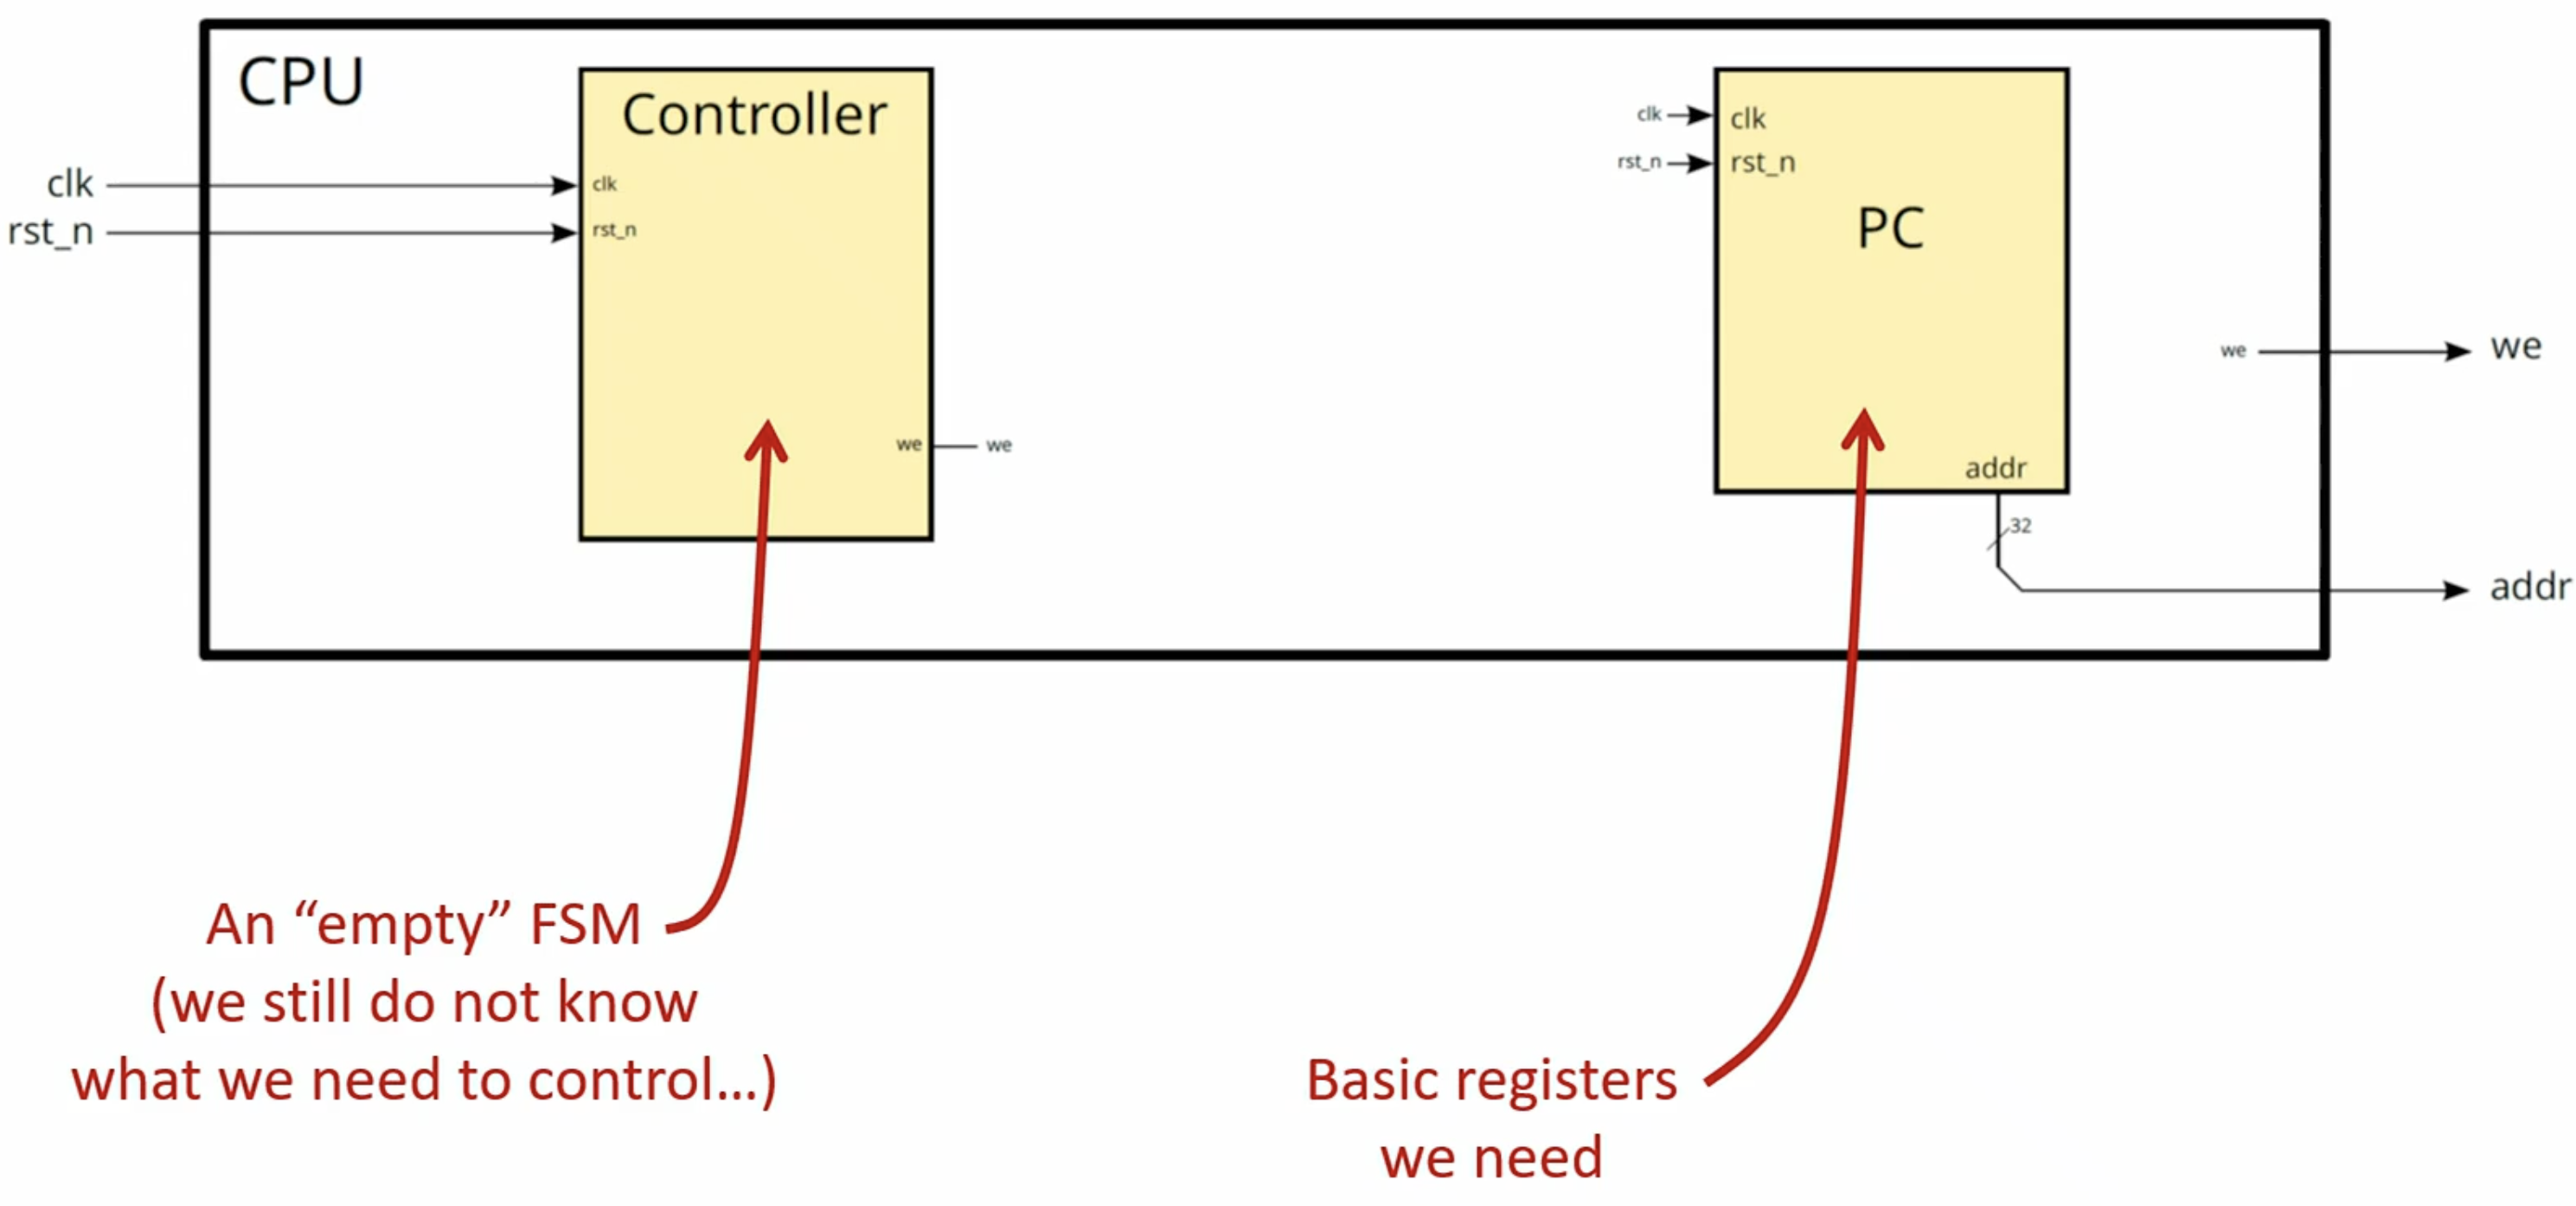 CPU
Controller
clk
rst_n
clk
rst_n
we
we
clk
rst_n
clk
rst_n
PC
addr
32
we
we
addr
An “empty” FSM
(we still do not know
what we need to control...)
Basic registers
we need